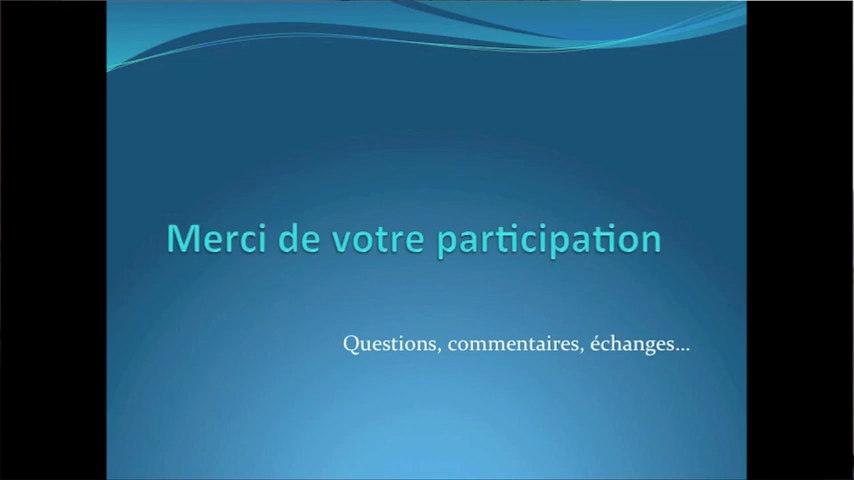 Merci de votre participation
Questions, commentaires, échanges…